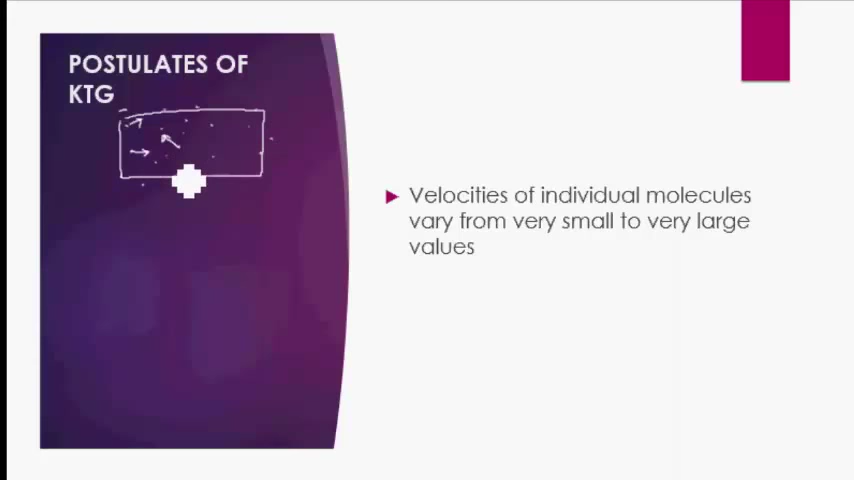 POSTULATES OF
KTG
Velocities of individual molecules
vary from very small to very large
values